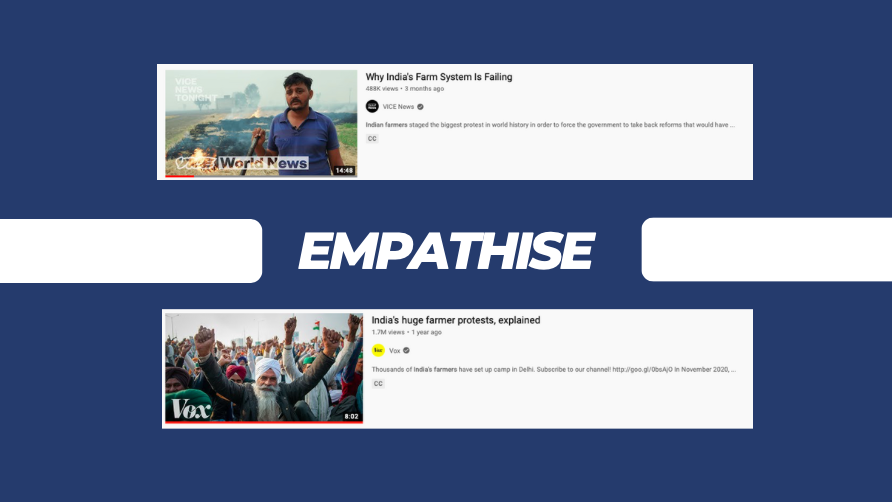 VICE
NEWS
TONIGHT
World News
14:48
Why India's Farm System Is Failing
488K views • 3 months ago
VICE News
Indian farmers staged the biggest protest in world history in order to force the government to take back reforms that would have ...
CC
EMPATHISE
Vox
8:02
India's huge farmer protests, explained
1.7M views • 1 year ago
Vox
Vox
Thousands of India's farmers have set up camp in Delhi. Subscribe to our channel! http://goo.gl/0bsAjO In November 2020, ...
CC